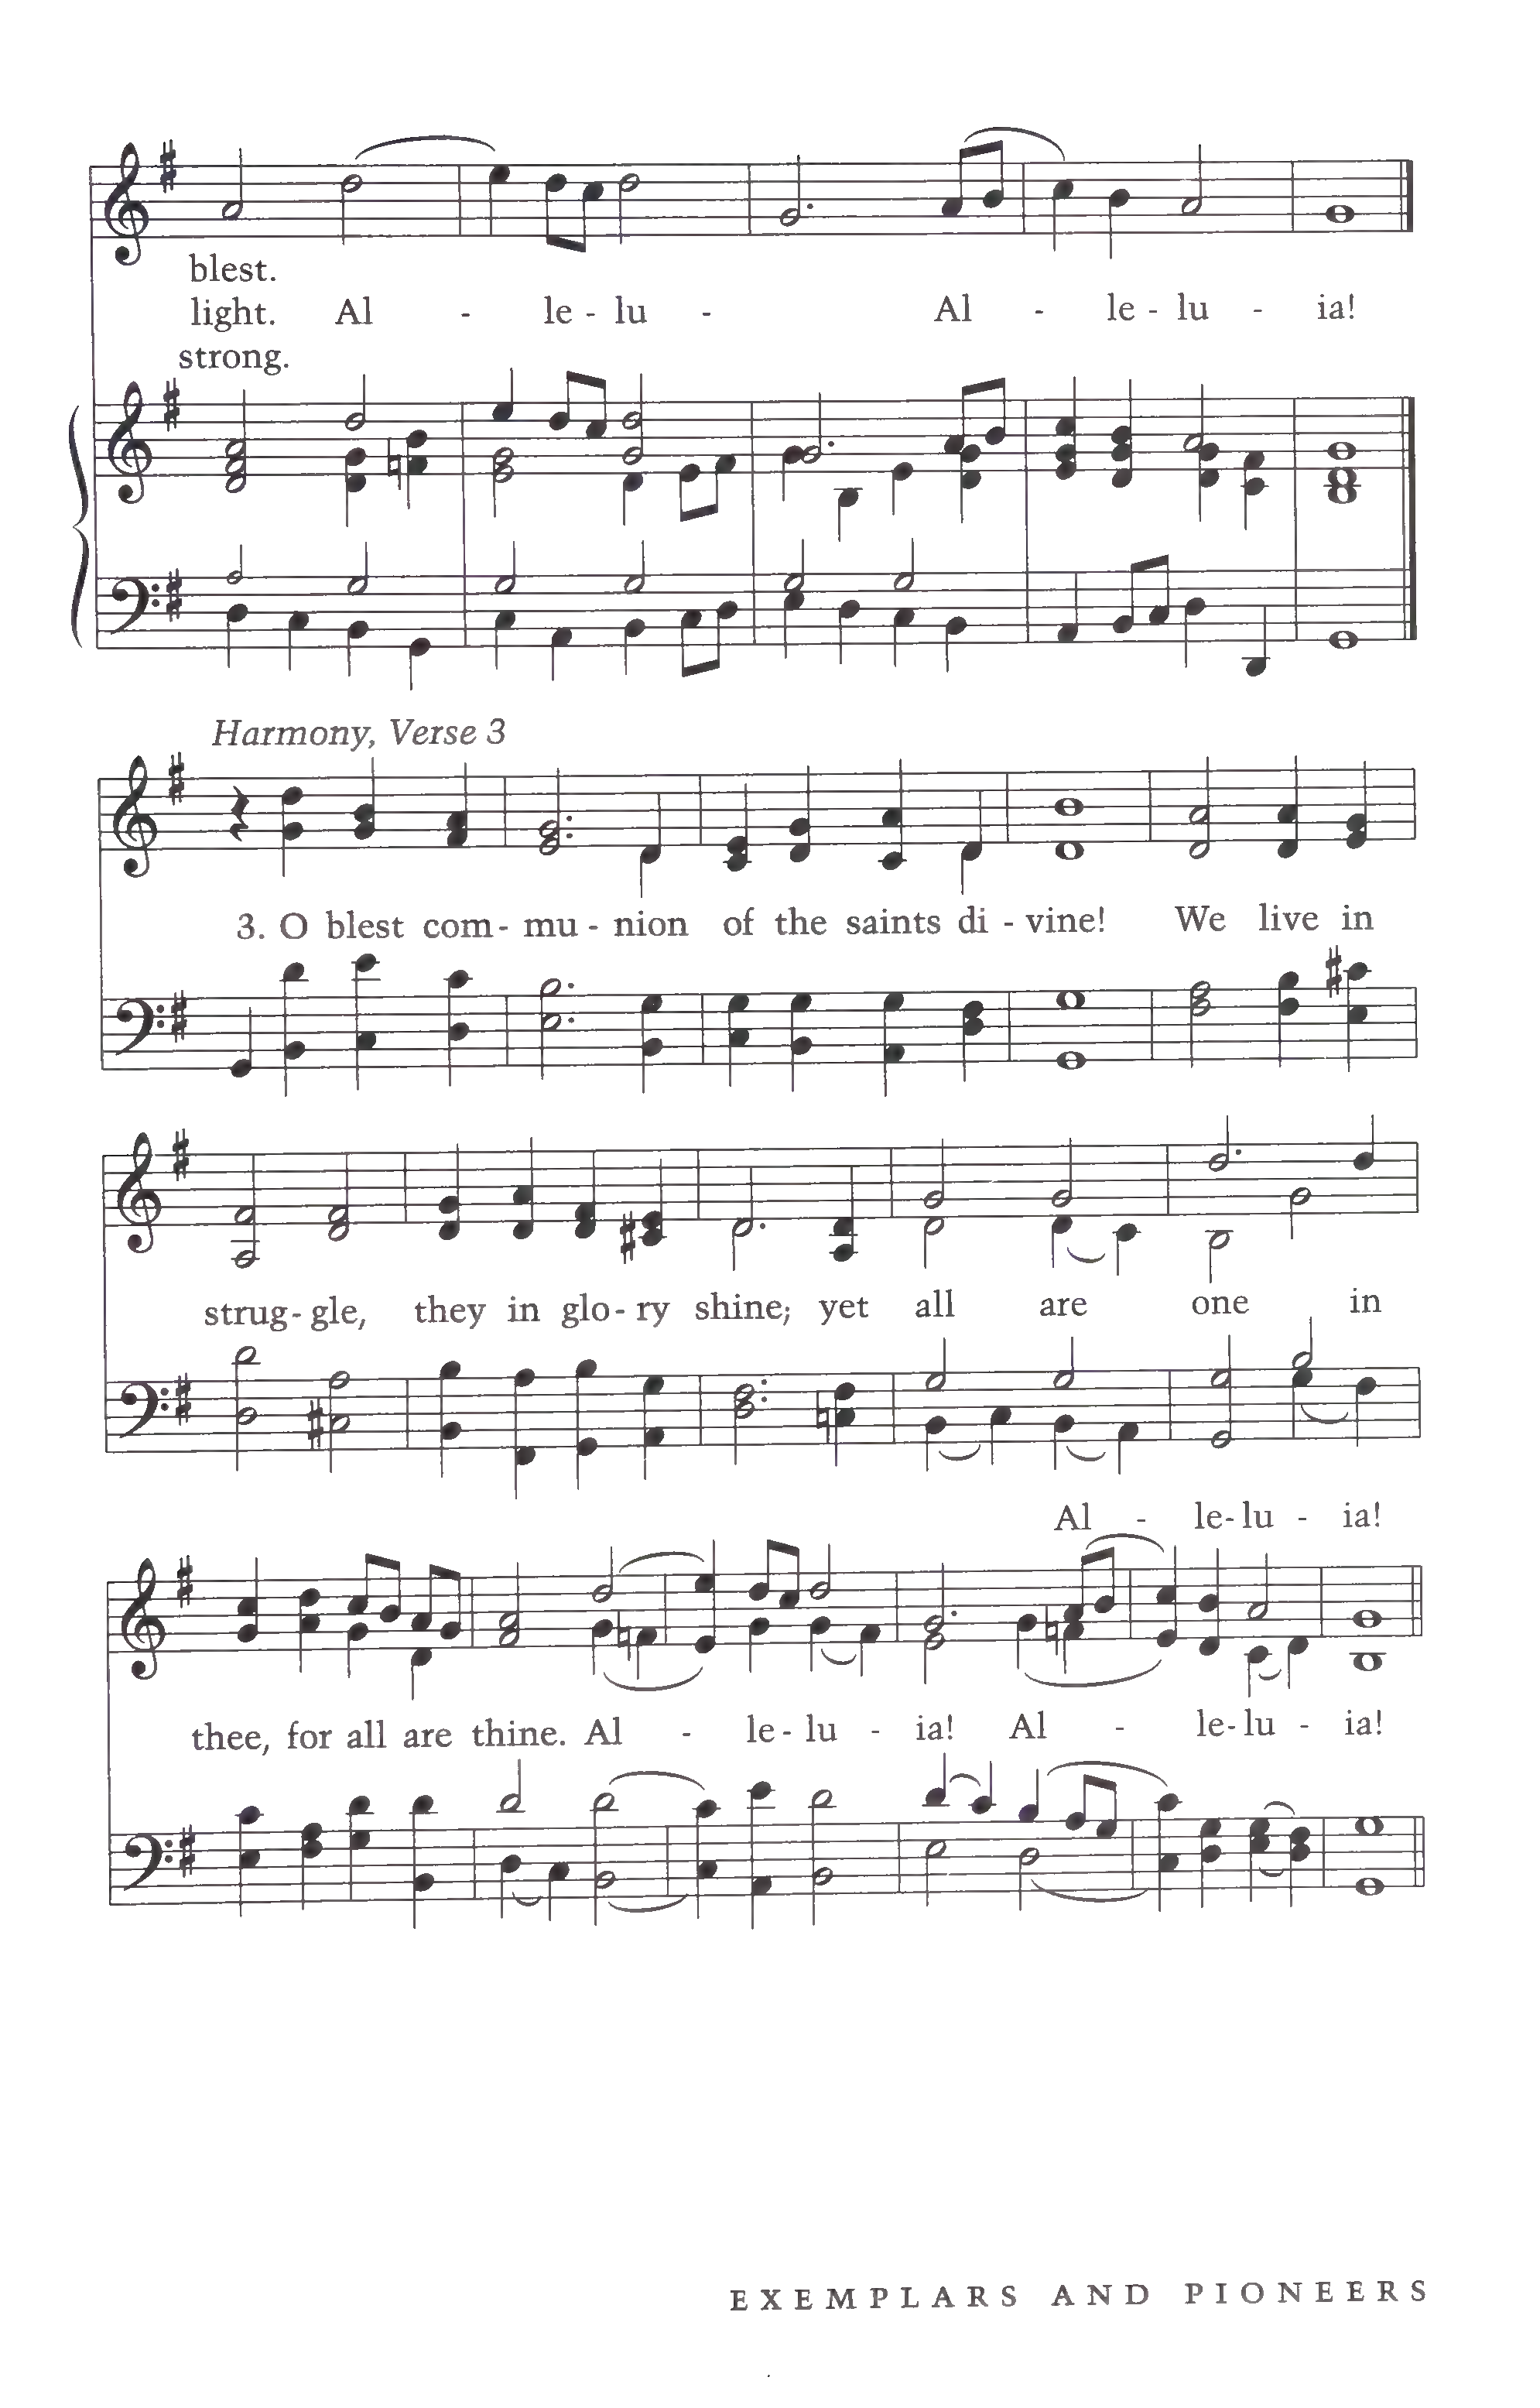 blest.
light. Al - le - lu - Al - le - lu - ia!
strong.
Harmony, Verse 3
3. O blest com - mu - nion of the saints di - vine! We live in
strug - gle, they in glo - ry shine; yet all are one in
Al - le - lu - ia!
thee, for all are thine. Al - le - lu - ia! Al - le - lu - ia!
EXEMPLARS AND PIONEERS